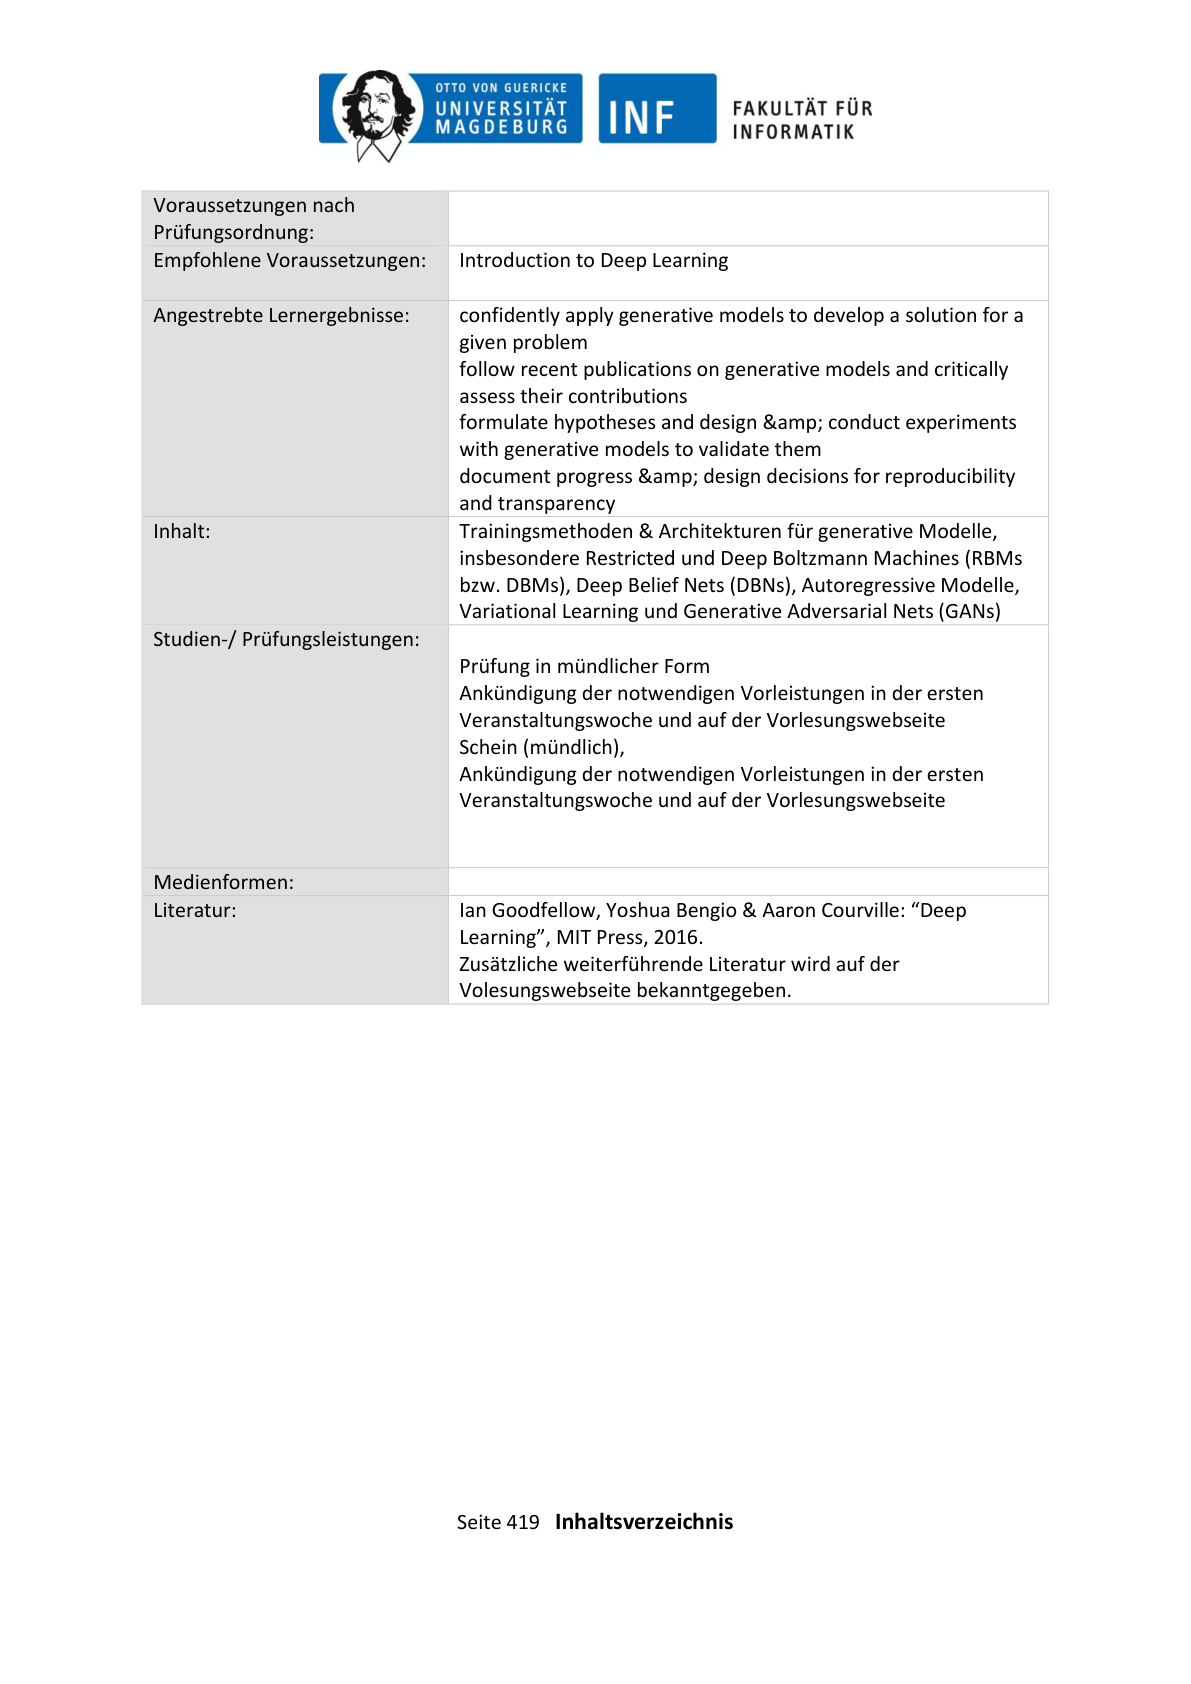 OTTO VON GUERICKE
UNIVERSITÄT
MAGDEBURG
INF
FAKULTÄT FÜR
INFORMATIK
Voraussetzungen nach
Prüfungsordnung:
Empfohlene Voraussetzungen:
Introduction to Deep Learning
Angestrebte Lernergebnisse:
confidently apply generative models to develop a solution for a
given problem
follow recent publications on generative models and critically
assess their contributions
formulate hypotheses and design &amp; conduct experiments
with generative models to validate them
document progress &amp; design decisions for reproducibility
and transparency
Inhalt:
Trainingsmethoden & Architekturen für generative Modelle,
insbesondere Restricted und Deep Boltzmann Machines (RBMs
bzw. DBMs), Deep Belief Nets (DBNs), Autoregressive Modelle,
Variational Learning und Generative Adversarial Nets (GANs)
Studien-/ Prüfungsleistungen:
Prüfung in mündlicher Form
Ankündigung der notwendigen Vorleistungen in der ersten
Veranstaltungswoche und auf der Vorlesungswebseite
Schein (mündlich),
Ankündigung der notwendigen Vorleistungen in der ersten
Veranstaltungswoche und auf der Vorlesungswebseite
Medienformen:
Literatur:
Ian Goodfellow, Yoshua Bengio & Aaron Courville: “Deep
Learning”, MIT Press, 2016.
Zusätzliche weiterführende Literatur wird auf der
Volesungswebseite bekanntgegeben.
Seite 419 Inhaltsverzeichnis